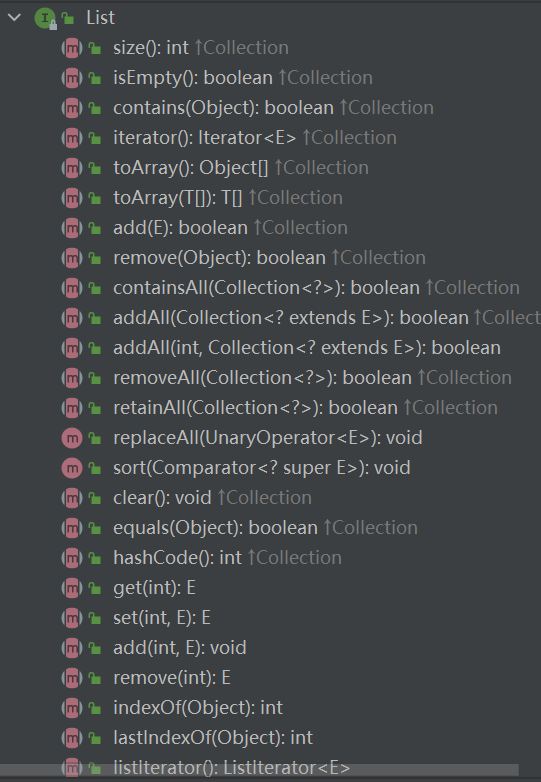 List
size(): int ↑Collection
isEmpty(): boolean ↑Collection
contains(Object): boolean ↑Collection
iterator(): Iterator<E> ↑Collection
toArray(): Object[] ↑Collection
toArray(T[]): T[] ↑Collection
add(E): boolean ↑Collection
remove(Object): boolean ↑Collection
containsAll(Collection<?>): boolean ↑Collection
addAll(Collection<? extends E>): boolean ↑Collect
addAll(int, Collection<? extends E>): boolean
removeAll(Collection<?>): boolean ↑Collection
retainAll(Collection<?>): boolean ↑Collection
replaceAll(UnaryOperator<E>): void
sort(Comparator<? super E>): void
clear(): void ↑Collection
equals(Object): boolean ↑Collection
hashCode(): int ↑Collection
get(int): E
set(int, E): E
add(int, E): void
remove(int): E
indexOf(Object): int
lastIndexOf(Object): int
listIterator(): ListIterator<E>